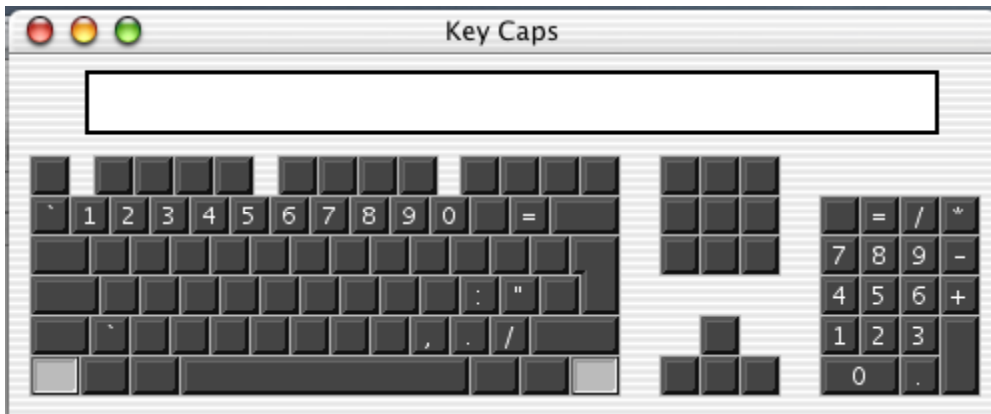 Key Caps
` 1 2 3 4 5 6 7 8 9 0 = = / *
7 8 9 -
: " 4 5 6 +
` , . / 1 2 3
0 .